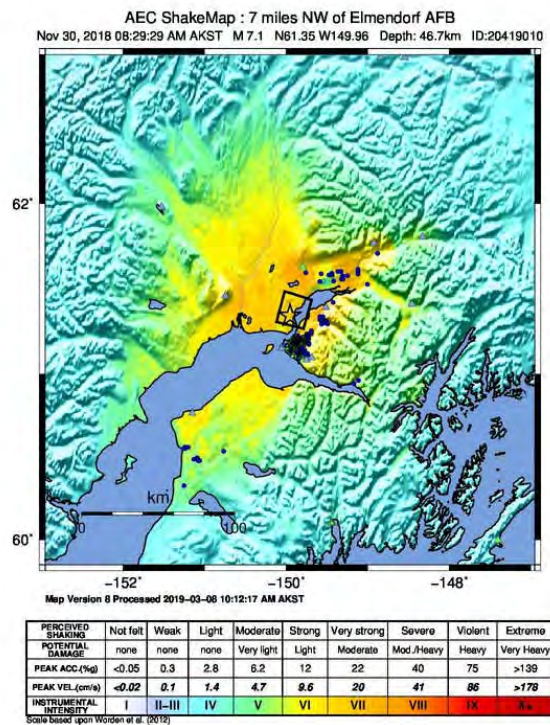 AEC ShakeMap : 7 miles NW of Elmendorf AFB
Nov 30, 2018 08:29:29 AM AKST M 7.1 N61.35 W149.96 Depth: 46.7km ID:20419010
62˚
60˚
km
0 100
−152˚ −150˚ −148˚
Map Version 8 Processed 2019−03−08 10:12:17 AM AKST
PERCEIVED SHAKING Not felt Weak Light Moderate Strong Very strong Severe Violent Extreme
POTENTIAL DAMAGE none none none Very light Light Moderate Mod./Heavy Heavy Very Heavy
PEAK ACC.(%g) <0.05 0.3 2.8 6.2 12 22 40 75 >139
PEAK VEL.(cm/s) <0.02 0.1 1.4 4.7 9.6 20 41 86 >178
INSTRUMENTAL INTENSITY I II−III IV V VI VII VIII IX X+
Scale based upon Worden et al. (2012)